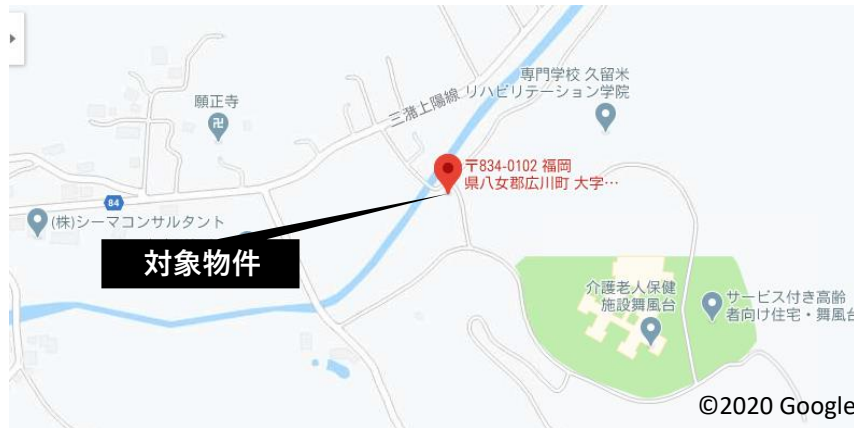 専門学校 久留米
リハビリテーション学院
願正寺
卍
三潴上陽線
〒834-0102 福岡
県八女郡広川町 大字…
84
(株)シーマコンサルタント
対象物件
介護老人保健
施設舞風台
サービス付き高齢
者向け住宅・舞風台
©2020 Google